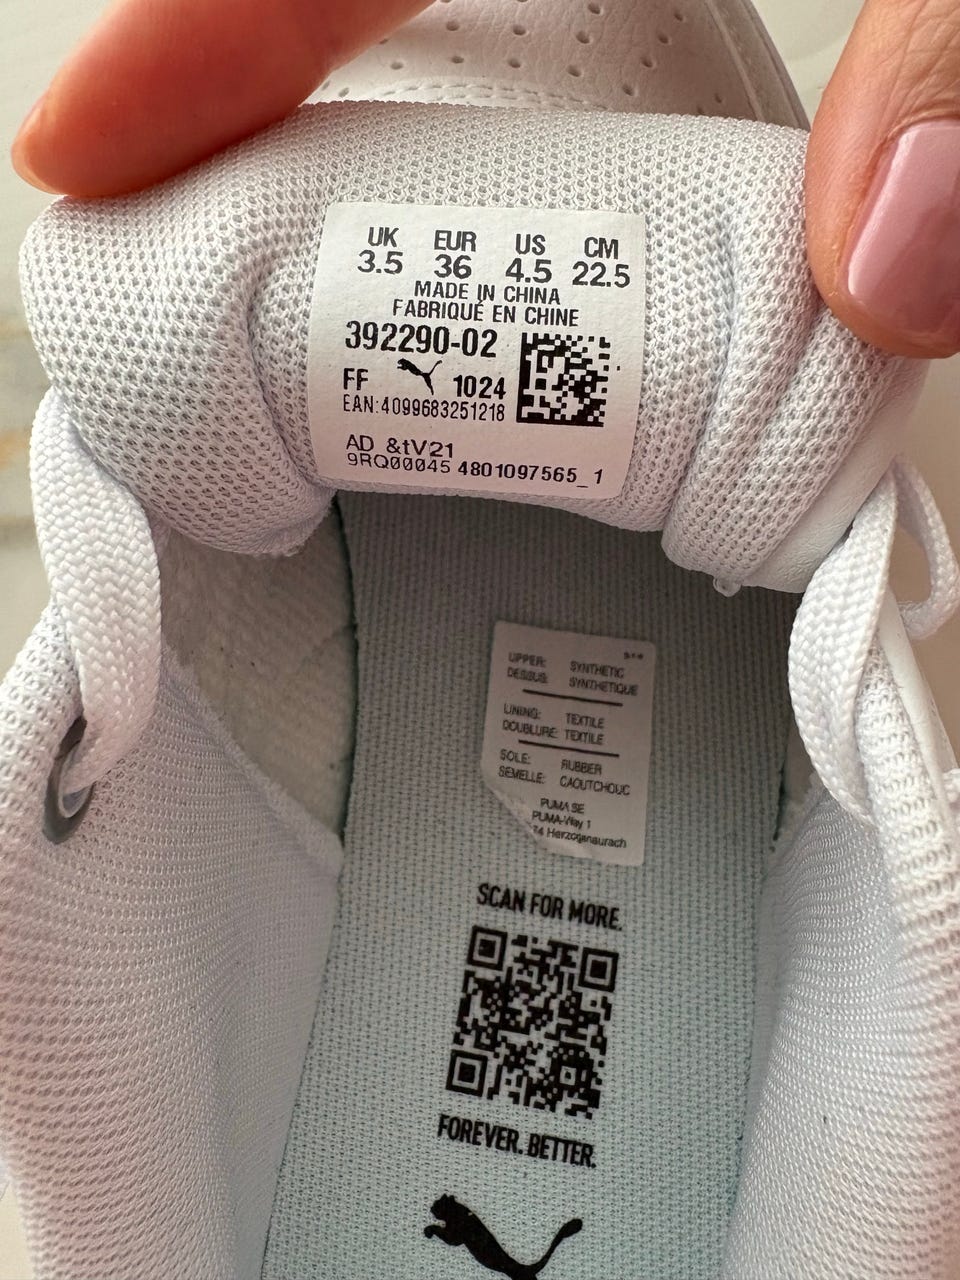 UK EUR US CM
3.5 36 4.5 22.5
MADE IN CHINA
FABRIQUÉ EN CHINE
392290-02
FF 1024
EAN:4099683251218
AD_&tV21
9RQ00045 4801097565_1
UPPER: SYNTHETIC
DESSUS: SYNTHETIQUE
LINING: TEXTILE
DOUBLURE: TEXTILE
SOLE: RUBBER
SEMELLE: CAOUTCHOUC
PUMA SE
PUMA-Way 1
74 Herzogenaurach
SCAN FOR MORE.
FOREVER. BETTER.